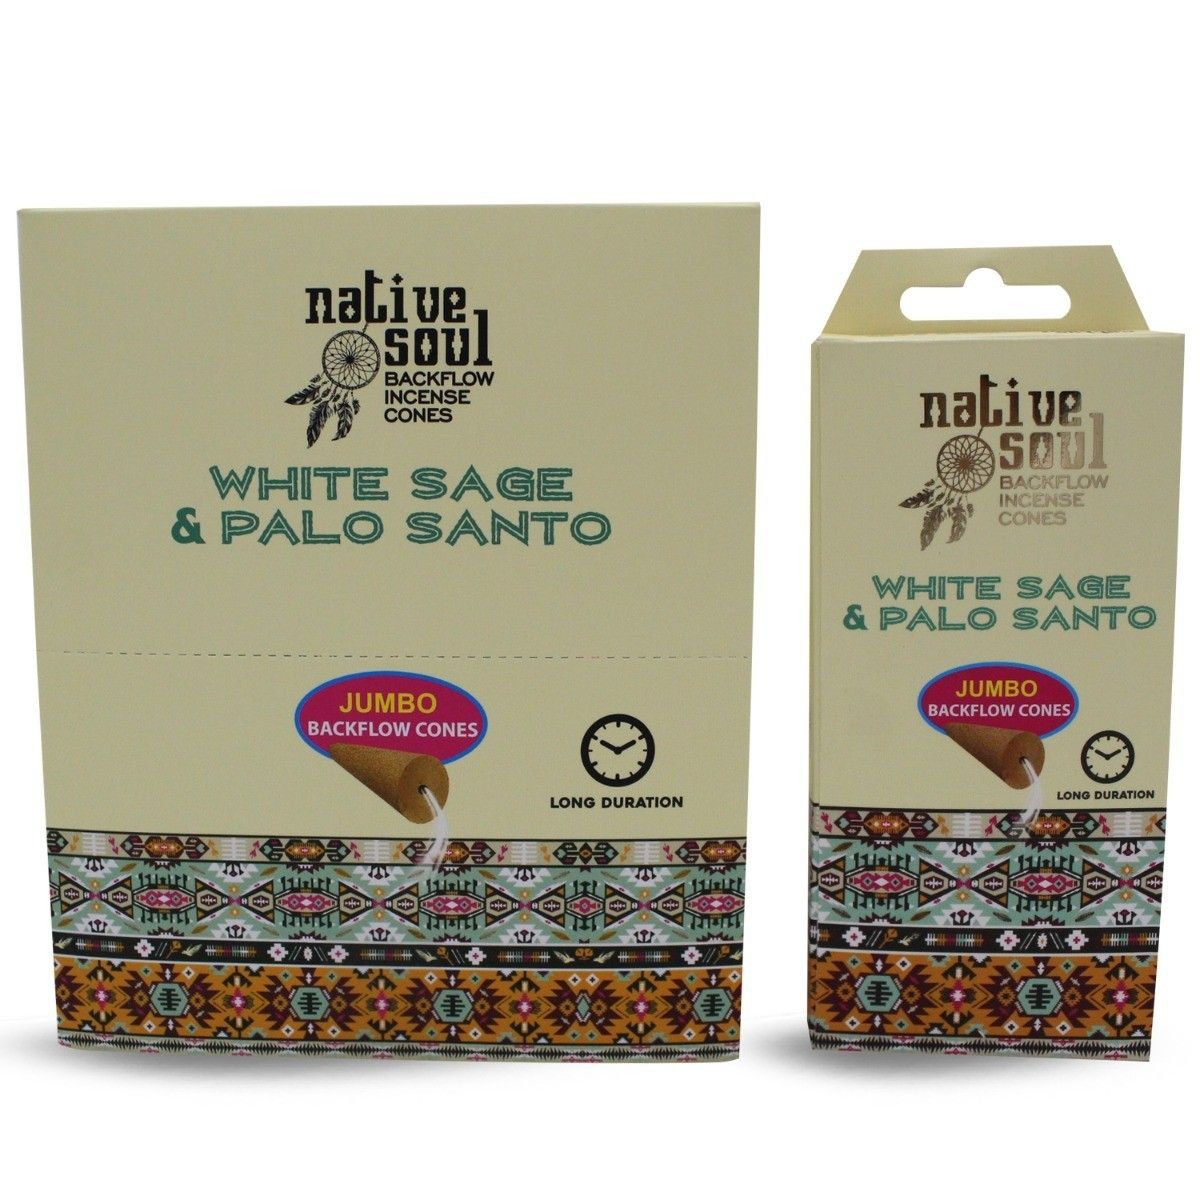 native
soul
BACKFLOW
INCENSE
CONES
WHITE SAGE
& PALO SANTO
JUMBO
BACKFLOW CONES
LONG DURATION
native
soul
BACKFLOW
INCENSE
CONES
WHITE SAGE
& PALO SANTO
JUMBO
BACKFLOW CONES
LONG DURATION